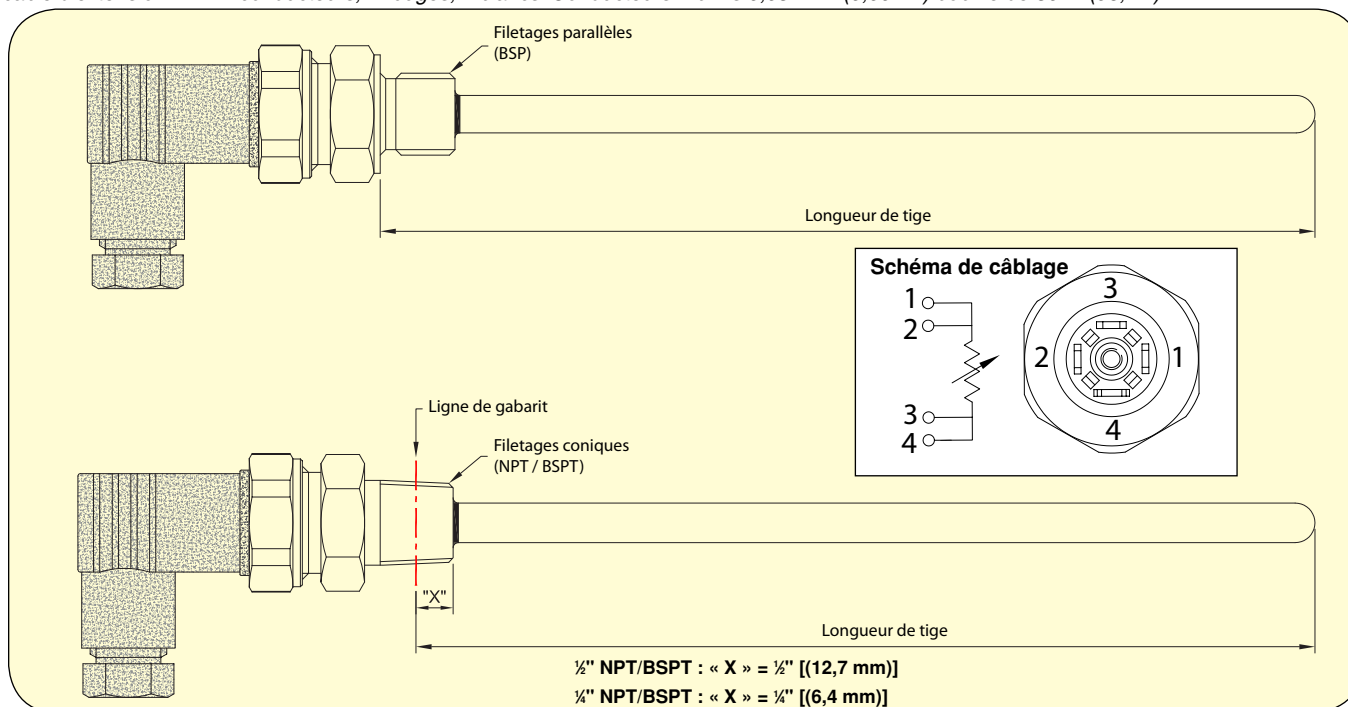 Filetages parallèles
(BSP)
Longueur de tige
Schéma de câblage
1
2
3
4
3
2
1
4
Ligne de gabarit
Filetages coniques
(NPT / BSPT)
"X"
Longueur de tige
½" NPT/BSPT : « X » = ½" [(12,7 mm)]
¼" NPT/BSPT : « X » = ¼" [(6,4 mm)]